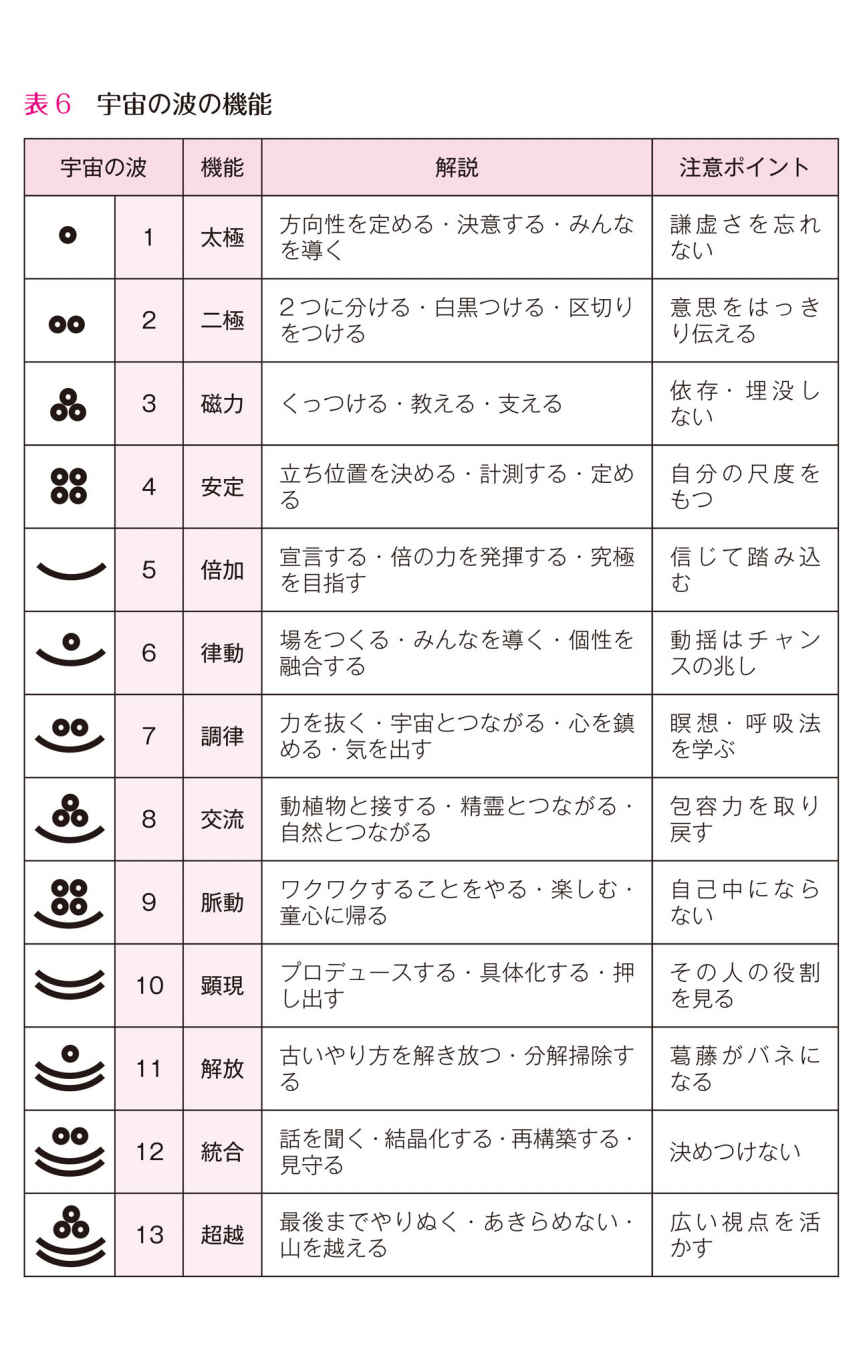 表6 宇宙の波の機能
宇宙の波 機能 解説 注意ポイント
1 太極 方向性を定める・決意する・みんなを導く 謙虚さを忘れない
2 二極 2つに分ける・白黒つける・区切りをつける 意思をはっきり伝える
3 磁力 くっつける・教える・支える 依存・埋没しない
4 安定 立ち位置を決める・計測する・定める 自分の尺度をもつ
5 倍加 宣言する・倍の力を発揮する・究極を目指す 信じて踏み込む
6 律動 場をつくる・みんなを導く・個性を融合する 動揺はチャンスの兆し
7 調律 力を抜く・宇宙とつながる・心を鎮める・気を出す 瞑想・呼吸法を学ぶ
8 交流 動植物と接する・精霊とつながる・自然とつながる 包容力を取り戻す
9 脈動 ワクワクすることをやる・楽しむ・童心に帰る 自己中にならない
10 顕現 プロデュースする・具体化する・押し出す その人の役割を見る
11 解放 古いやり方を解き放つ・分解掃除する 葛藤がバネになる
12 統合 話を聞く・結晶化する・再構築する・見守る 決めつけない
13 超越 最後までやりぬく・あきらめない・山を越える 広い視点を活かす